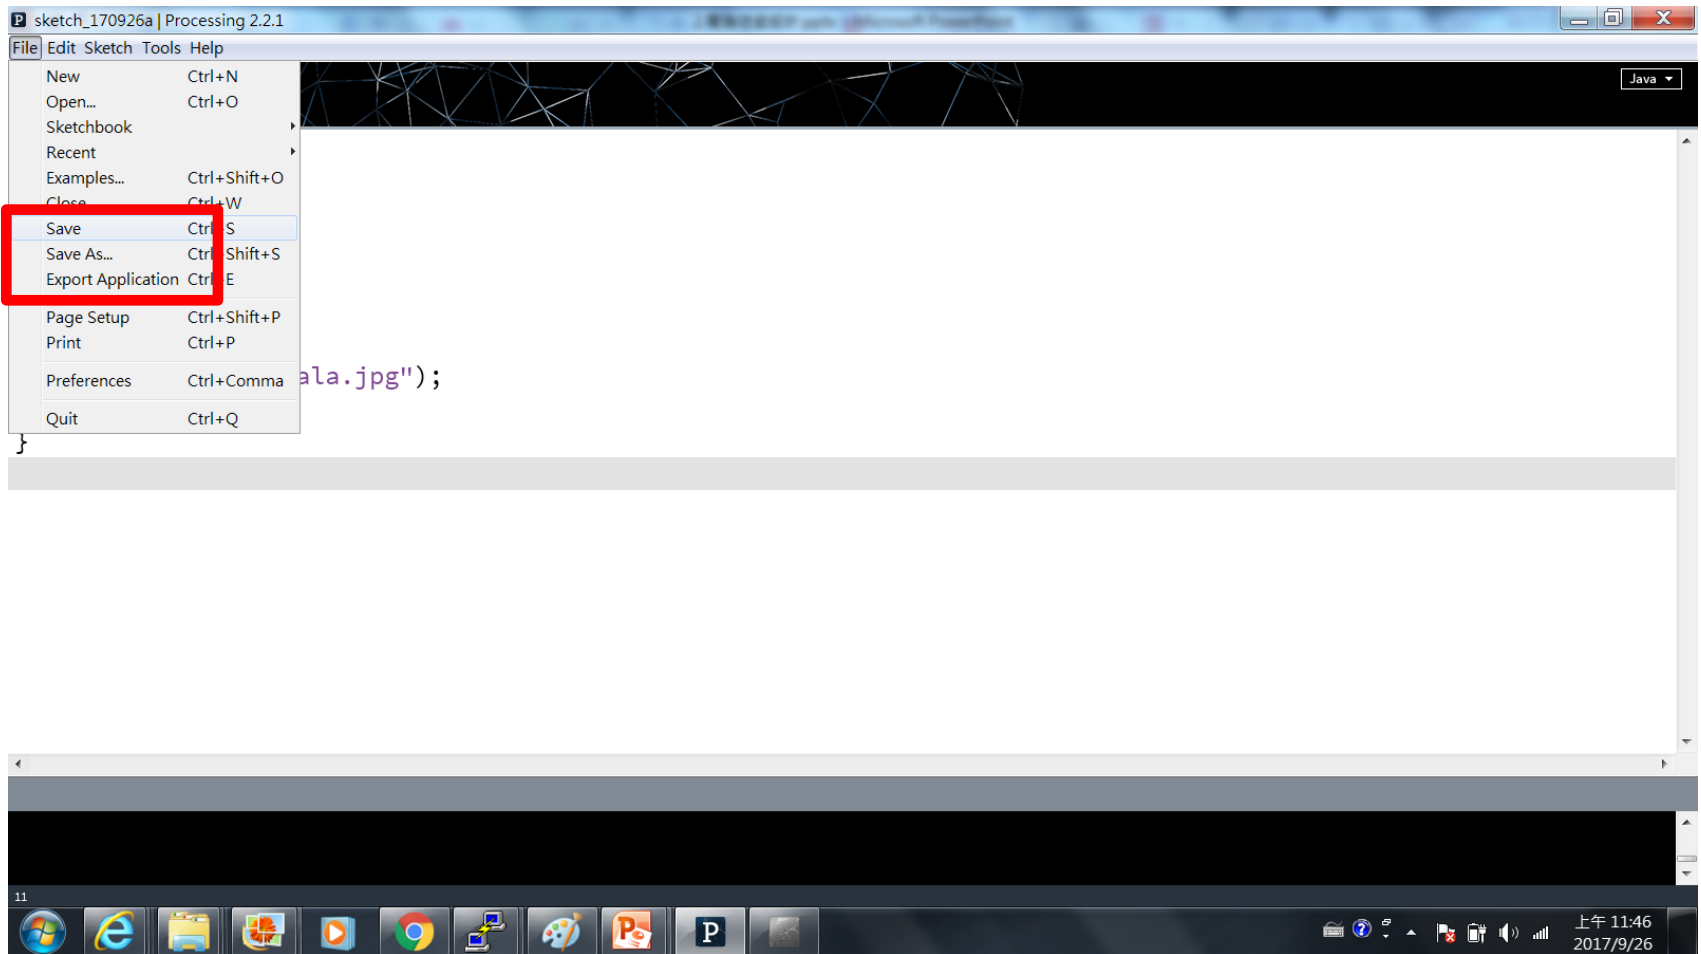 sketch_170926a | Processing 2.2.1
File Edit Sketch Tools Help
Java
New Ctrl+N
Open... Ctrl+O
Sketchbook
Recent
Examples... Ctrl+Shift+O
Close Ctrl+W
Save Ctrl+S
Save As... Ctrl+Shift+S
Export Application Ctrl+E
Page Setup Ctrl+Shift+P
Print Ctrl+P
Preferences Ctrl+Comma
ala.jpg");
Quit Ctrl+Q
}
11
上午 11:46
2017/9/26